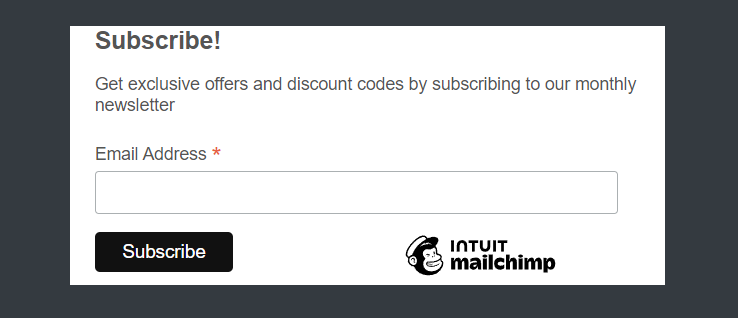 Subscribe!
Get exclusive offers and discount codes by subscribing to our monthly
newsletter
Email Address *
Subscribe
INTUIT
mailchimp